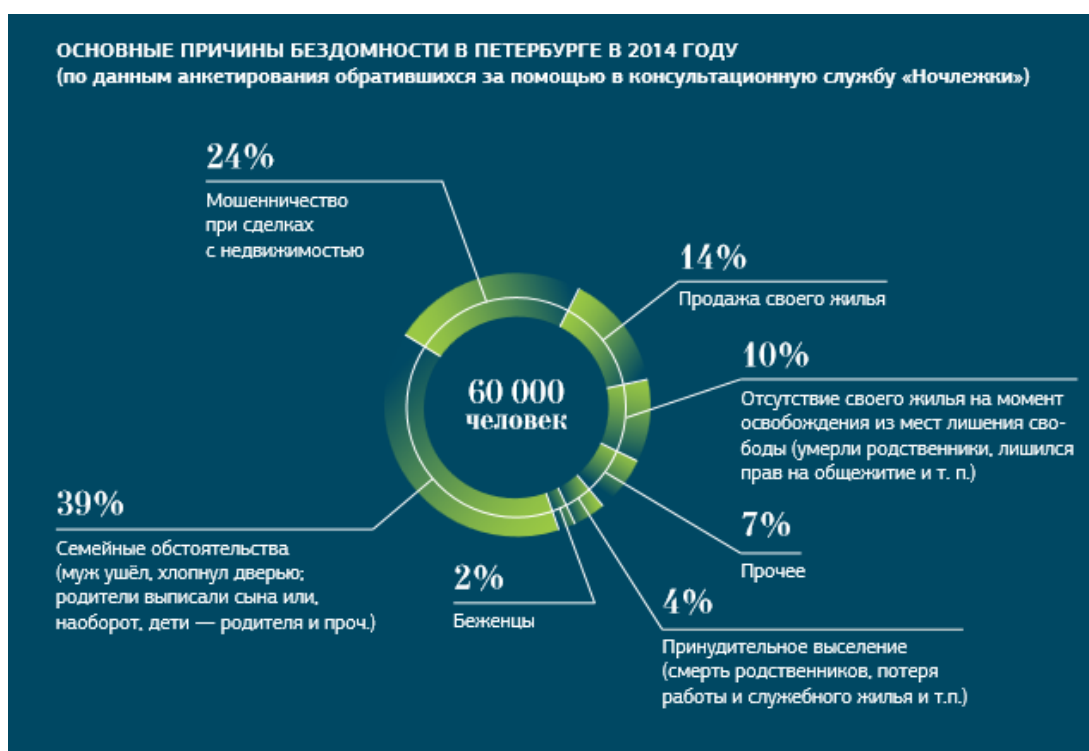 ОСНОВНЫЕ ПРИЧИНЫ БЕЗДОМНОСТИ В ПЕТЕРБУРГЕ В 2014 ГОДУ
(по данным анкетирования обратившихся за помощью в консультационную службу «Ночлежки»)
24%
Мошенничество
при сделках
с недвижимостью
14%
Продажа своего жилья
10%
Отсутствие своего жилья на момент
освобождения из мест лишения сво-
боды (умерли родственники, лишился
прав на общежитие и т. п.)
60 000
человек
39%
Семейные обстоятельства
(муж ушёл, хлопнул дверью;
родители выписали сына или,
наоборот, дети — родителя и проч.)
2%
Беженцы
7%
Прочее
4%
Принудительное выселение
(смерть родственников, потеря
работы и служебного жилья и т.п.)